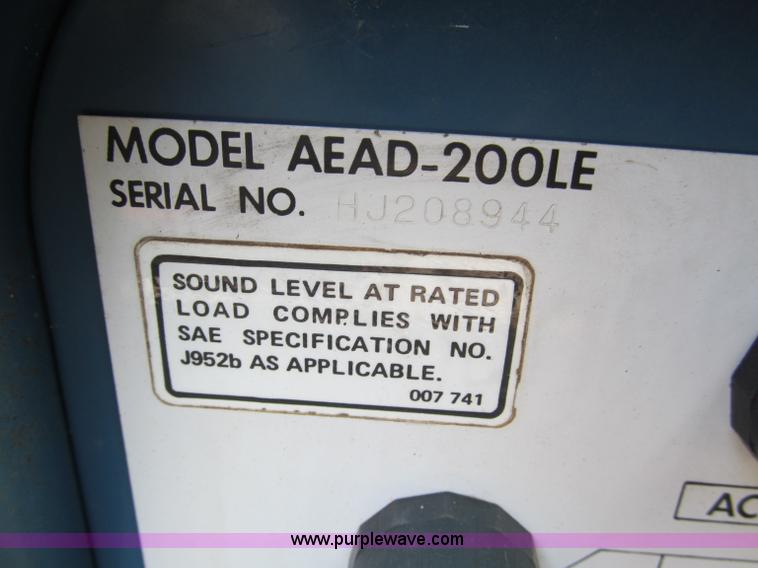 MODEL AEAD-200LE
SERIAL NO. HJ208944
SOUND LEVEL AT RATED
LOAD COMPLIES WITH
SAE SPECIFICATION NO.
J952b AS APPLICABLE.
007 741
AC
www.purplewave.com